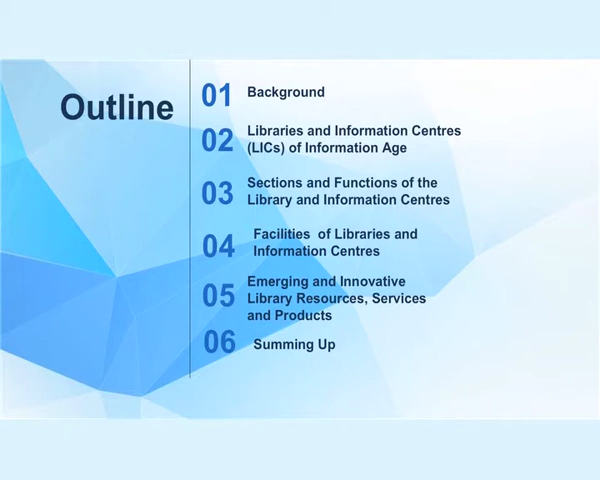 Outline
01 Background
02 Libraries and Information Centres
(LICs) of Information Age
03 Sections and Functions of the
Library and Information Centres
04 Facilities of Libraries and
Information Centres
05 Emerging and Innovative
Library Resources, Services
and Products
06 Summing Up